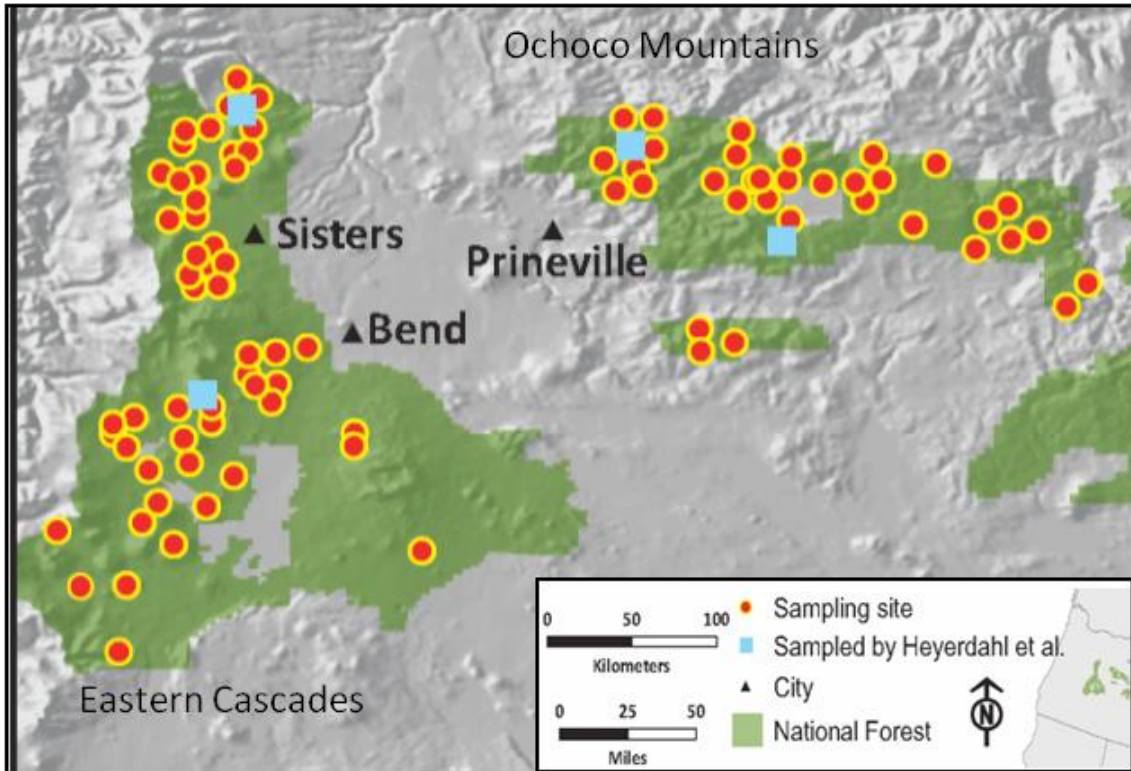 Ochoco Mountains
Sisters
Prineville
Bend
Eastern Cascades
0 50 100
Kilometers
0 25 50
Miles
Sampling site
Sampled by Heyerdahl et al.
City
National Forest
N